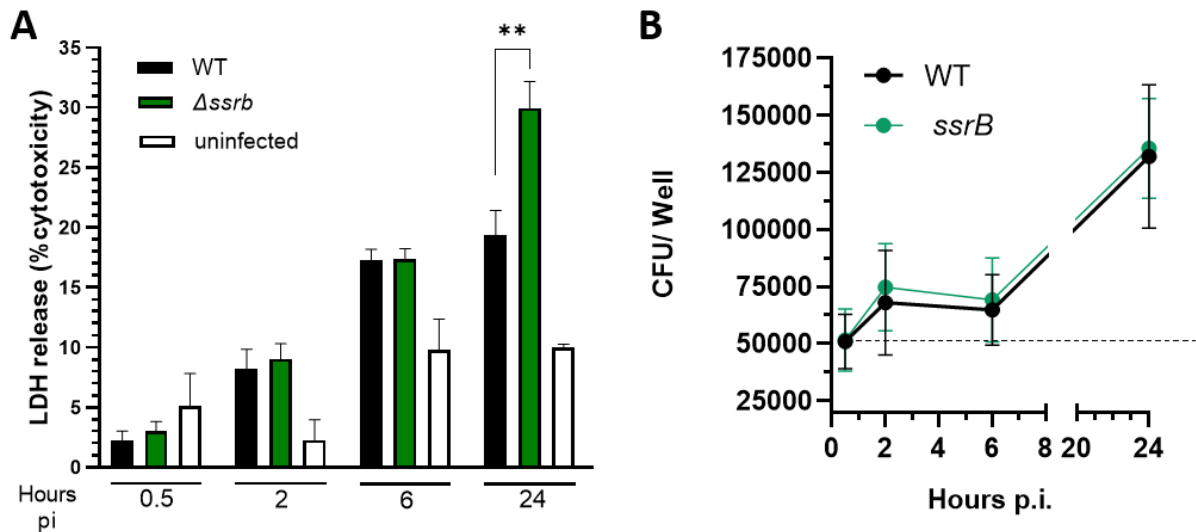 A
**
WT
Δssrb
uninfected
LDH release (%cytotoxicity)
35
30
25
20
15
10
5
0
Hours pi
0.5 2 6 24
B
WT
ssrB
CFU/ Well
175000
150000
125000
100000
75000
50000
25000
0 2 4 6 8 20 24
Hours p.i.